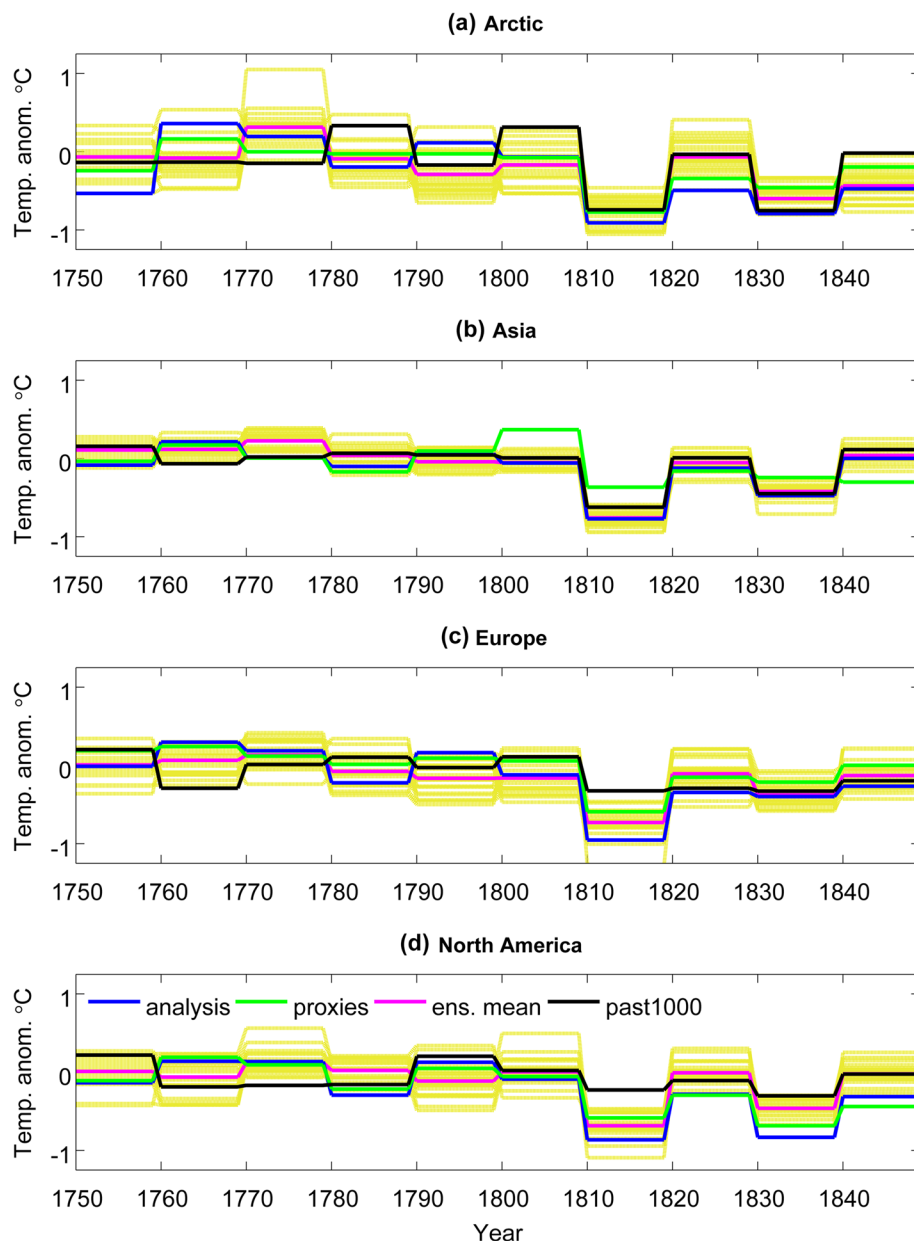 (a) Arctic
Temp. anom. °C
1
0
-1
1750 1760 1770 1780 1790 1800 1810 1820 1830 1840
(b) Asia
Temp. anom. °C
1
0
-1
1750 1760 1770 1780 1790 1800 1810 1820 1830 1840
(c) Europe
Temp. anom. °C
1
0
-1
1750 1760 1770 1780 1790 1800 1810 1820 1830 1840
(d) North America
Temp. anom. °C
1
analysis proxies ens. mean past1000
0
-1
1750 1760 1770 1780 1790 1800 1810 1820 1830 1840
Year